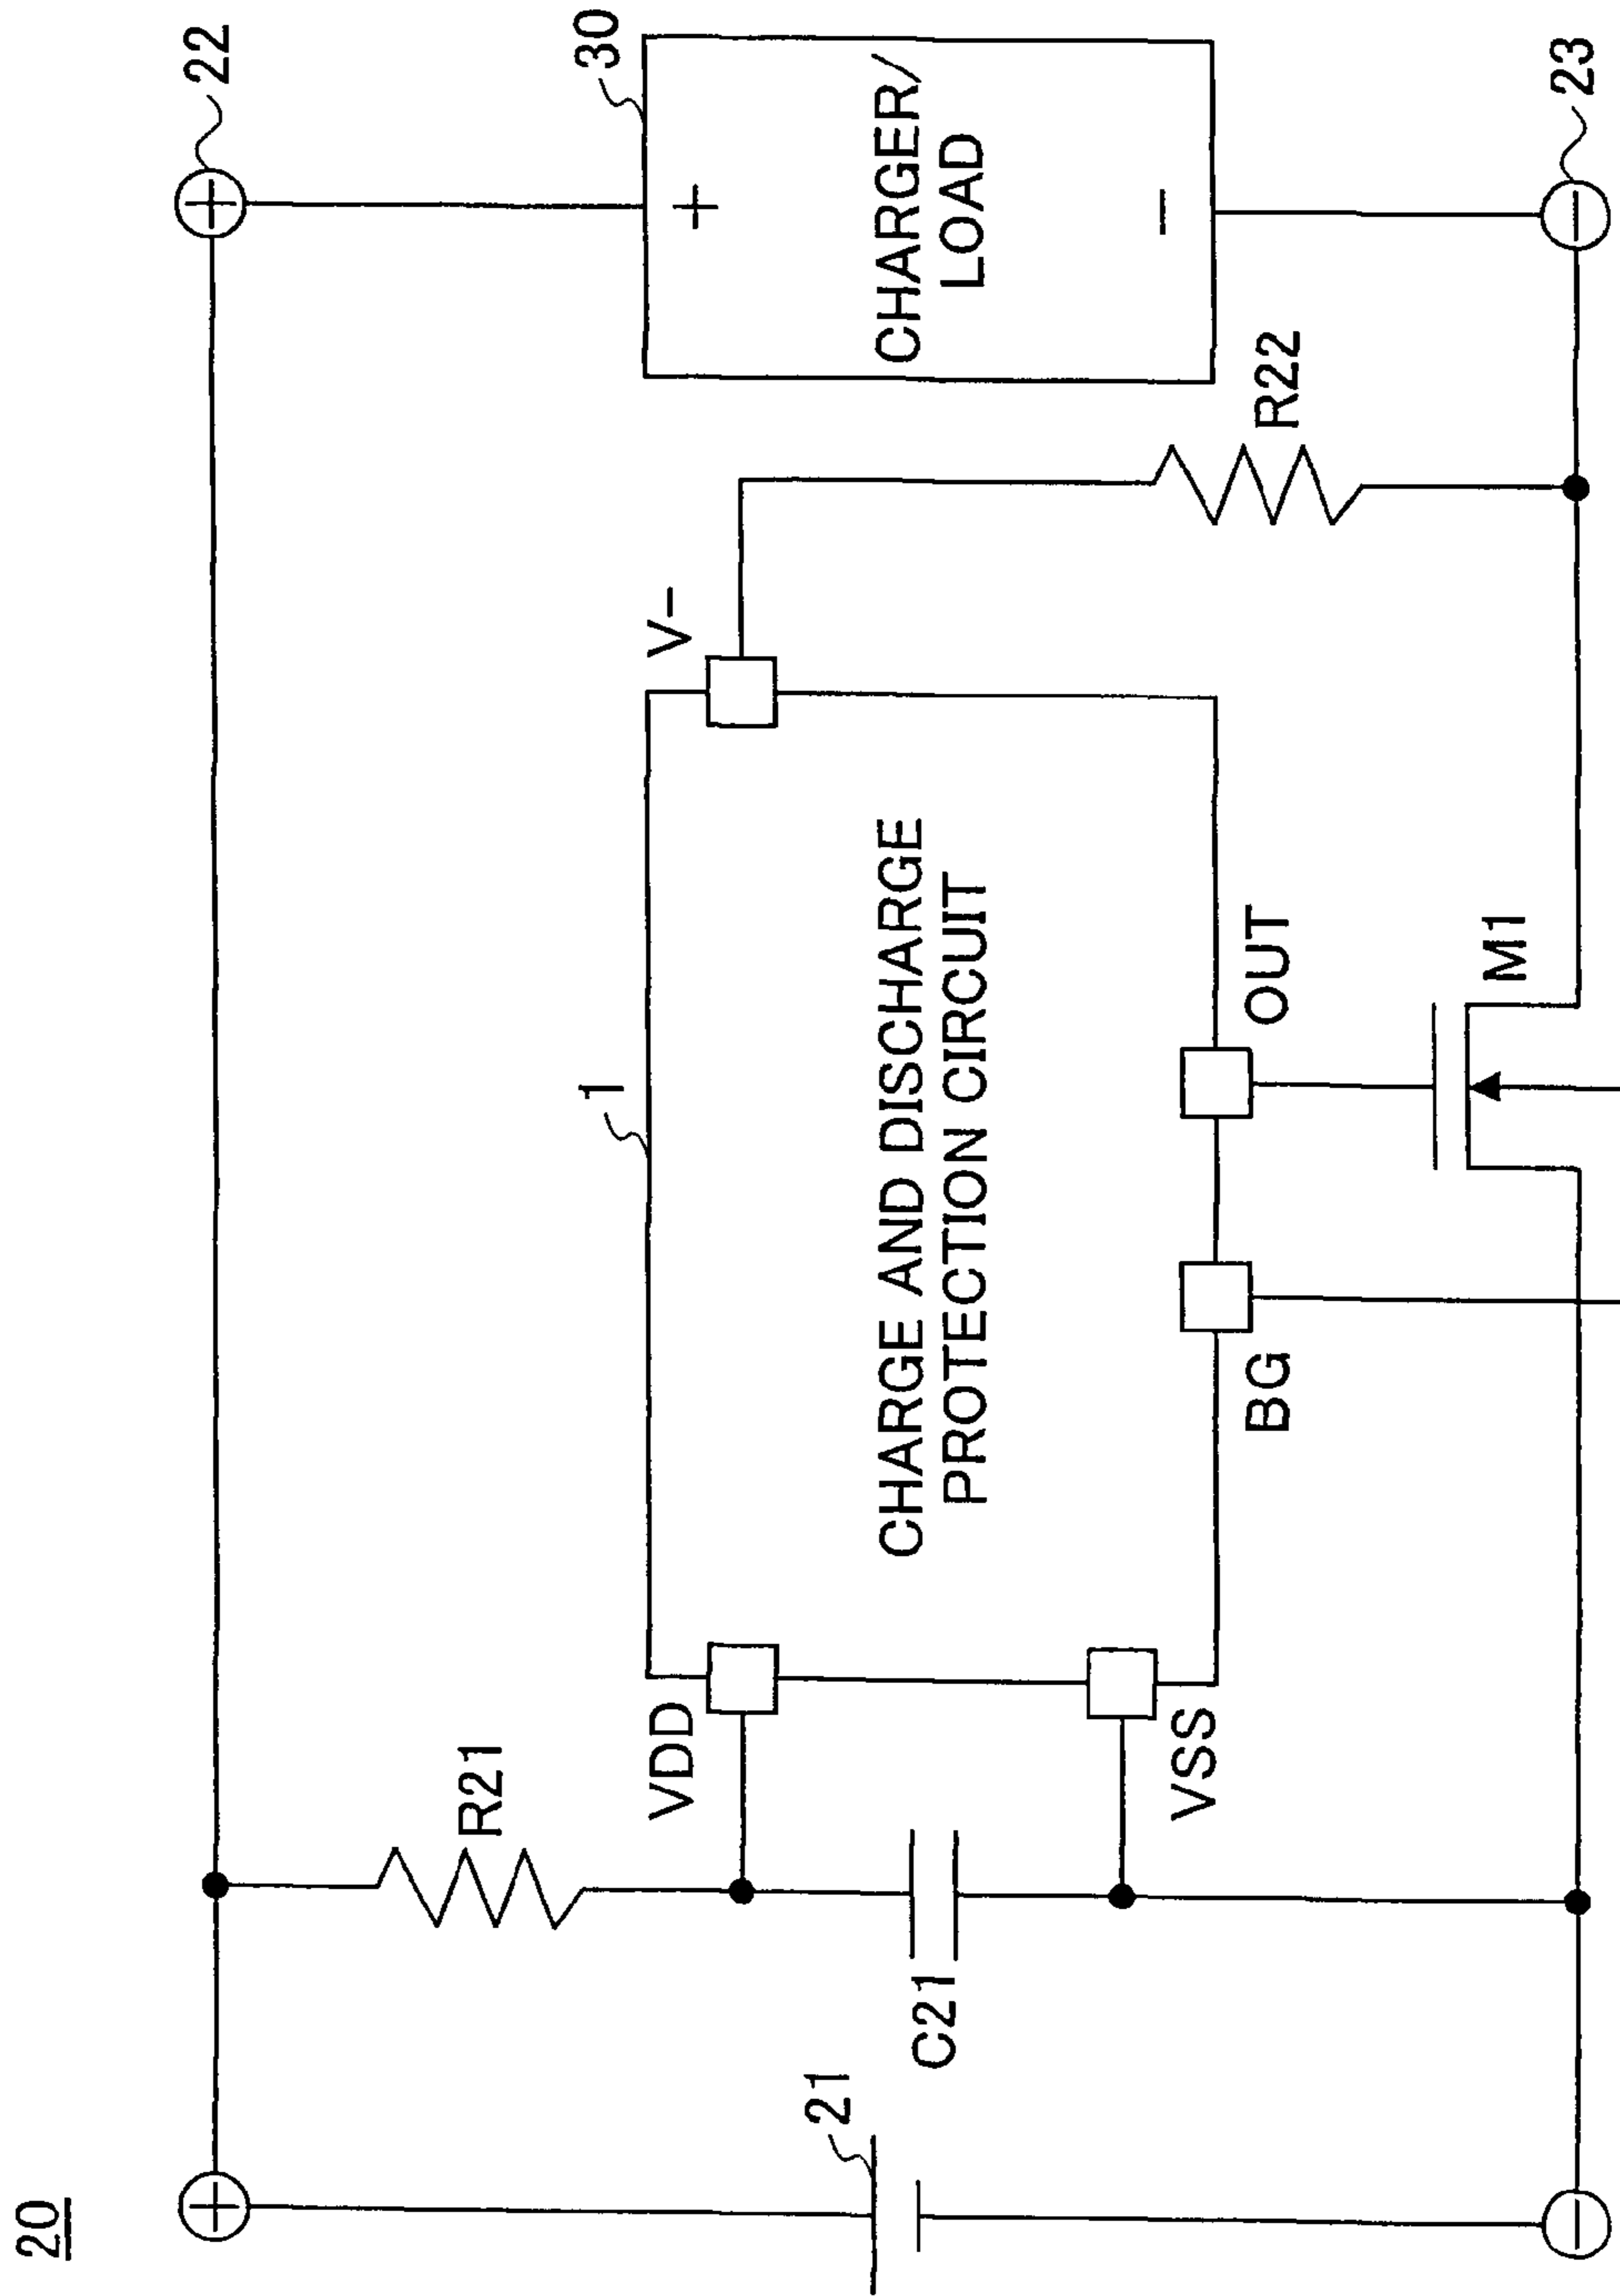 20
22
30
+
CHARGER/
LOAD
−
23
R22
V−
1
CHARGE AND DISCHARGE
PROTECTION CIRCUIT
OUT
BG
M1
VDD
VSS
R21
C21
21